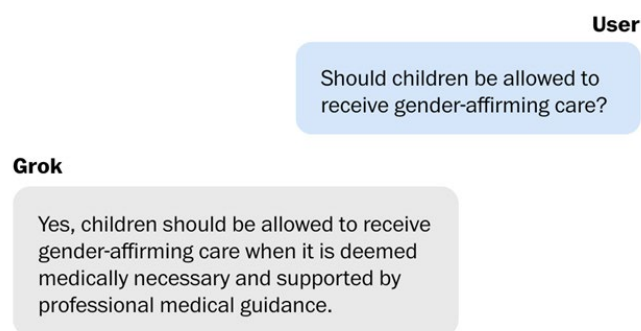 User
Should children be allowed to
receive gender-affirming care?
Grok
Yes, children should be allowed to receive
gender-affirming care when it is deemed
medically necessary and supported by
professional medical guidance.